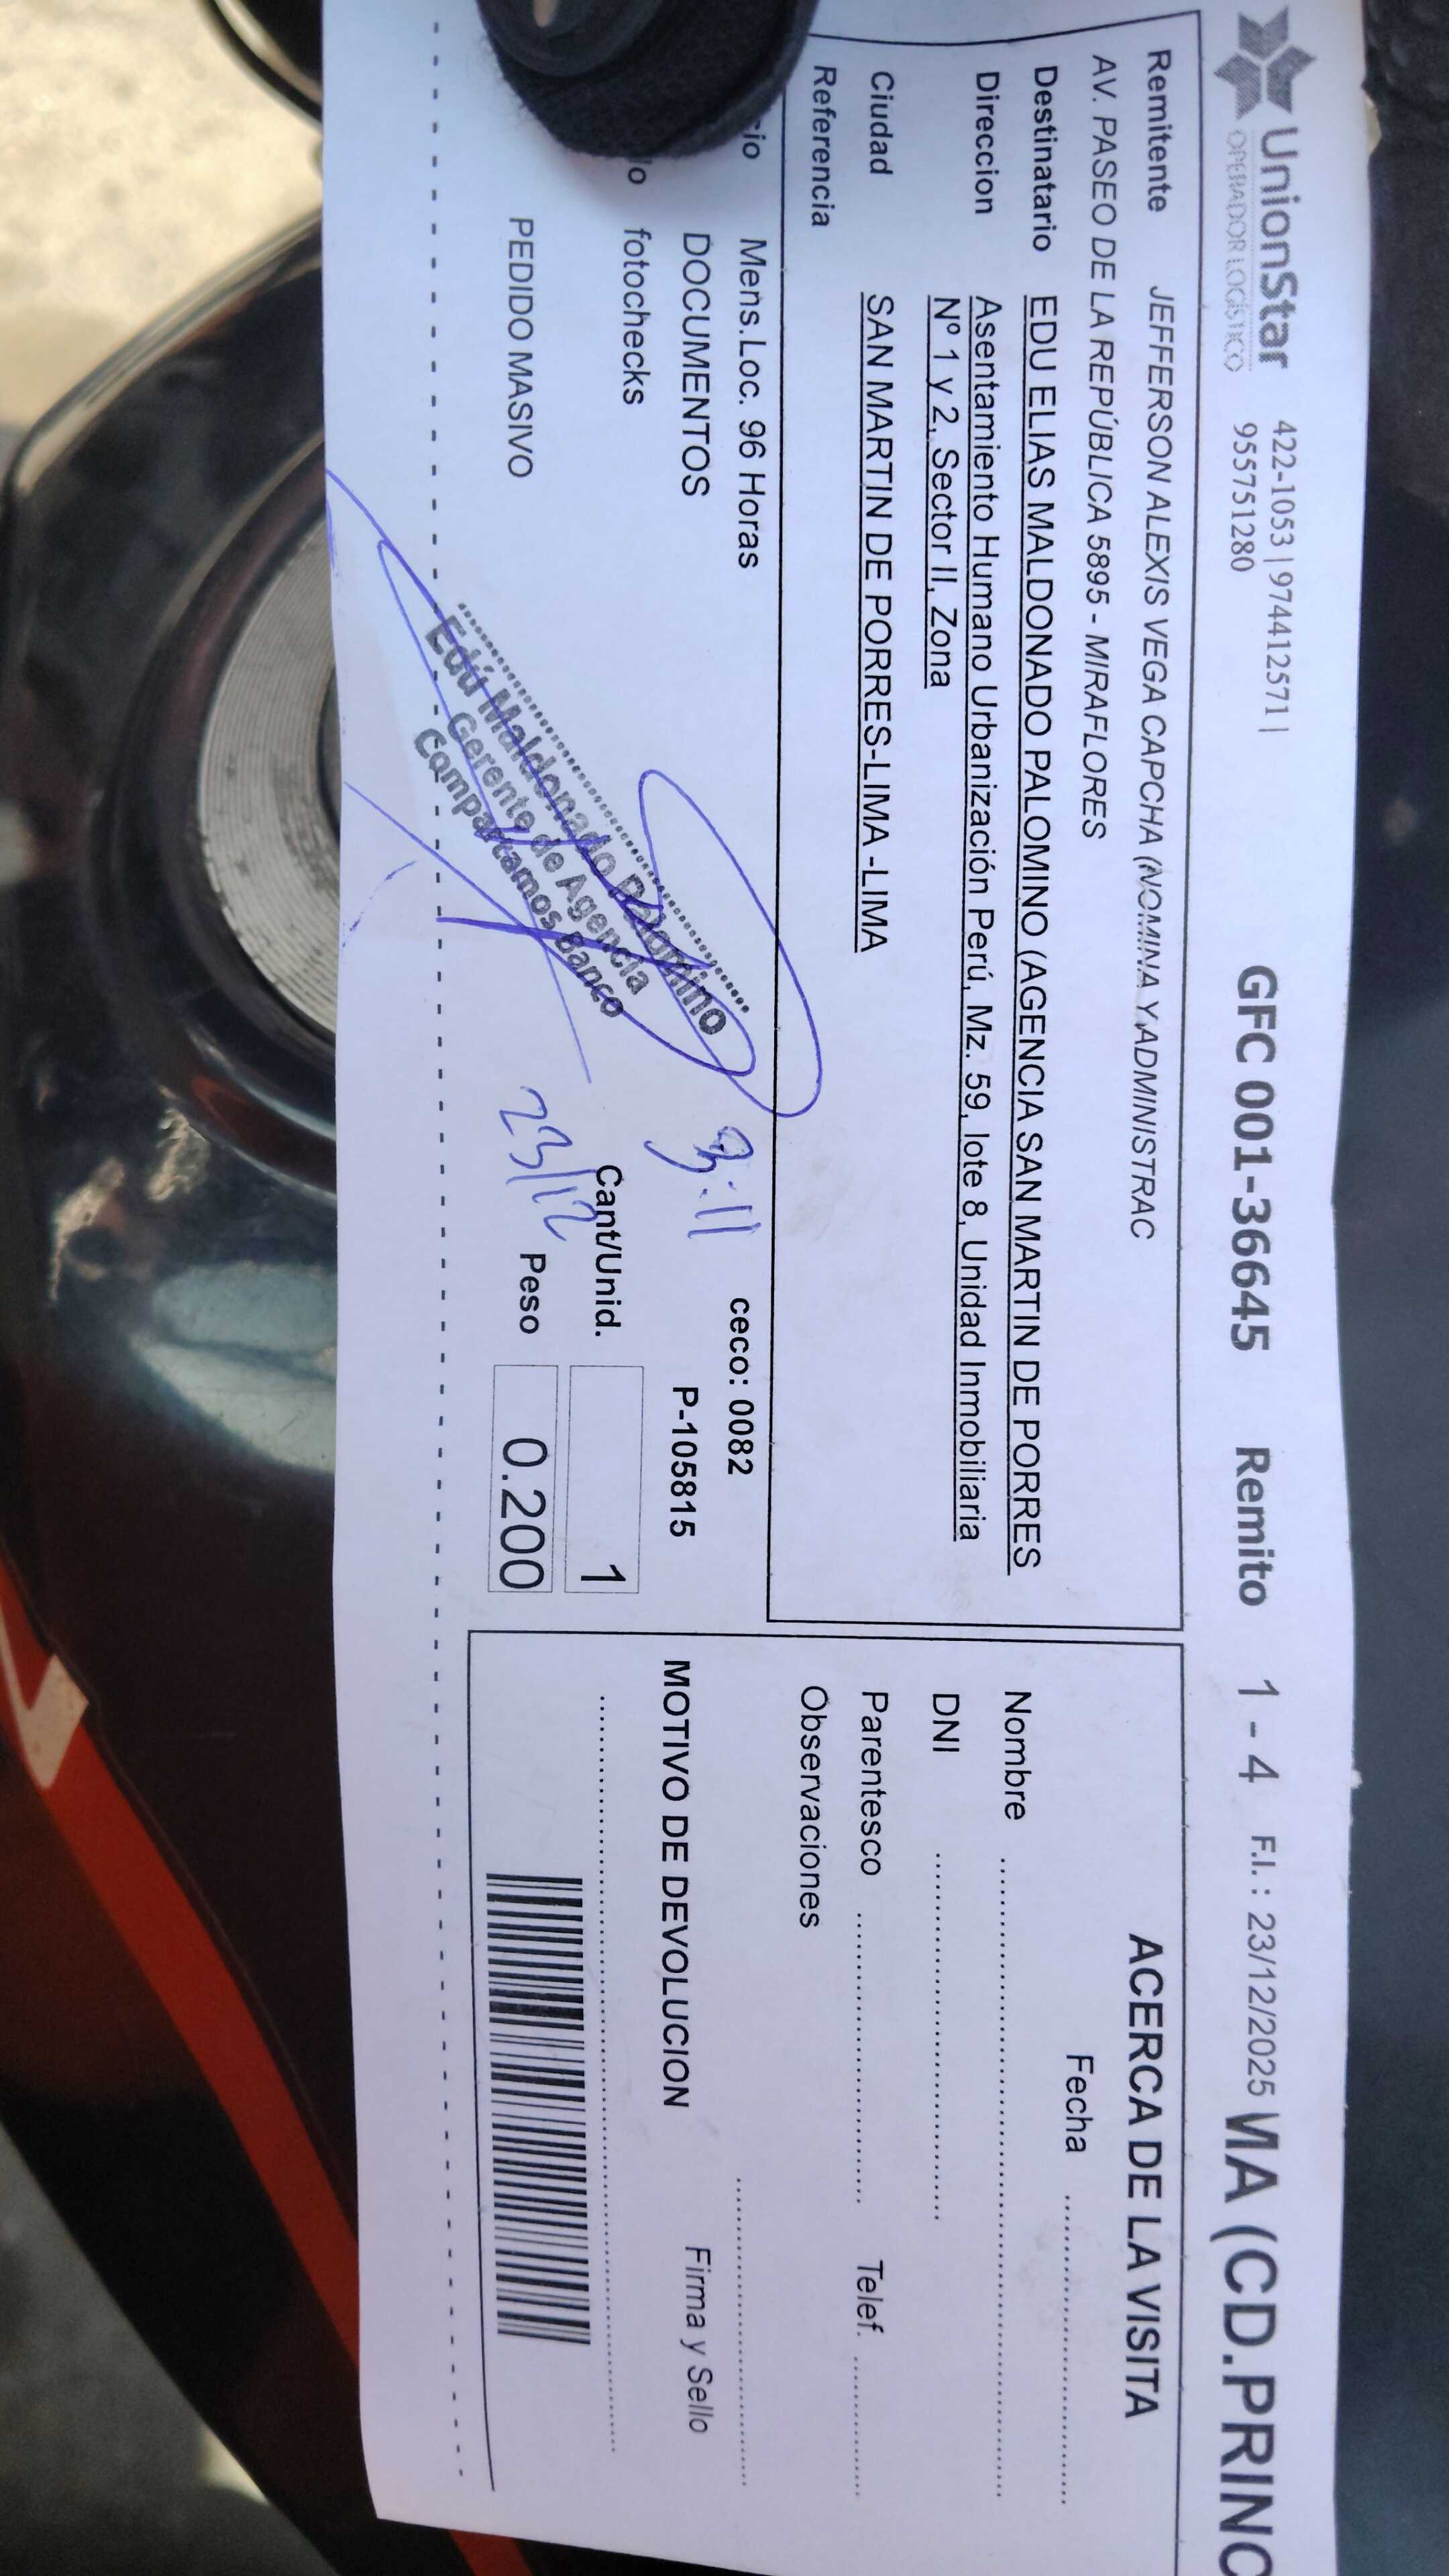 UnionStar
OPERADOR LOGÍSTICO
422-1053 | 974412571 |
955751280
GFC 001-36645 Remito 1 - 4 F.I. : 23/12/2025 MA (CD.PRINC
Remitente JEFFERSON ALEXIS VEGA CAPCHA (NOMINA Y ADMINISTRAC
AV. PASEO DE LA REPÚBLICA 5895 - MIRAFLORES
Destinatario EDU ELIAS MALDONADO PALOMINO (AGENCIA SAN MARTIN DE PORRES
Direccion Asentamiento Humano Urbanización Perú, Mz. 59, lote 8, Unidad Inmobiliaria
Nº 1 y 2, Sector II, Zona
Ciudad SAN MARTIN DE PORRES-LIMA -LIMA
Referencia
cio Mens.Loc. 96 Horas
DOCUMENTOS
lo fotochecks
PEDIDO MASIVO
Edú Maldonado Palomino
Gerente de Agencia
Compartamos Banco
3:11
23/12
ceco: 0082
P-105815
Cant/Unid. 1
Peso 0.200
ACERCA DE LA VISITA
Fecha
Nombre
DNI
Parentesco Telef.
Observaciones
MOTIVO DE DEVOLUCION Firma y Sello